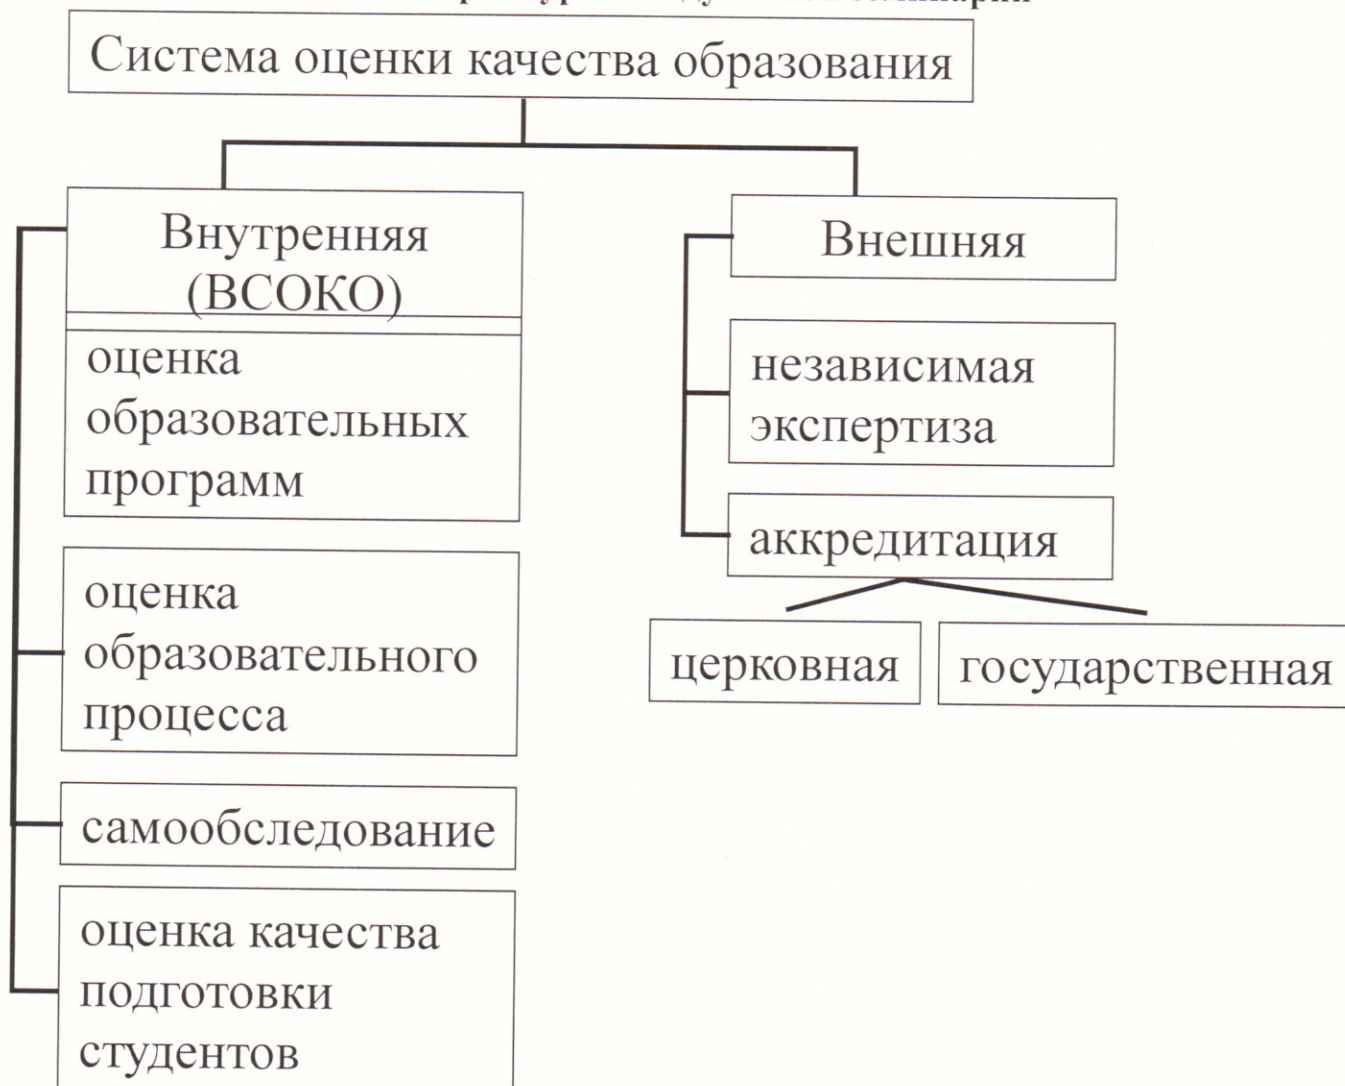 Система оценки качества образования
Внутренняя
(ВСОКО)
оценка
образовательных
программ
оценка
образовательного
процесса
самообследование
оценка качества
подготовки
студентов
Внешняя
независимая
экспертиза
аккредитация
церковная
государственная